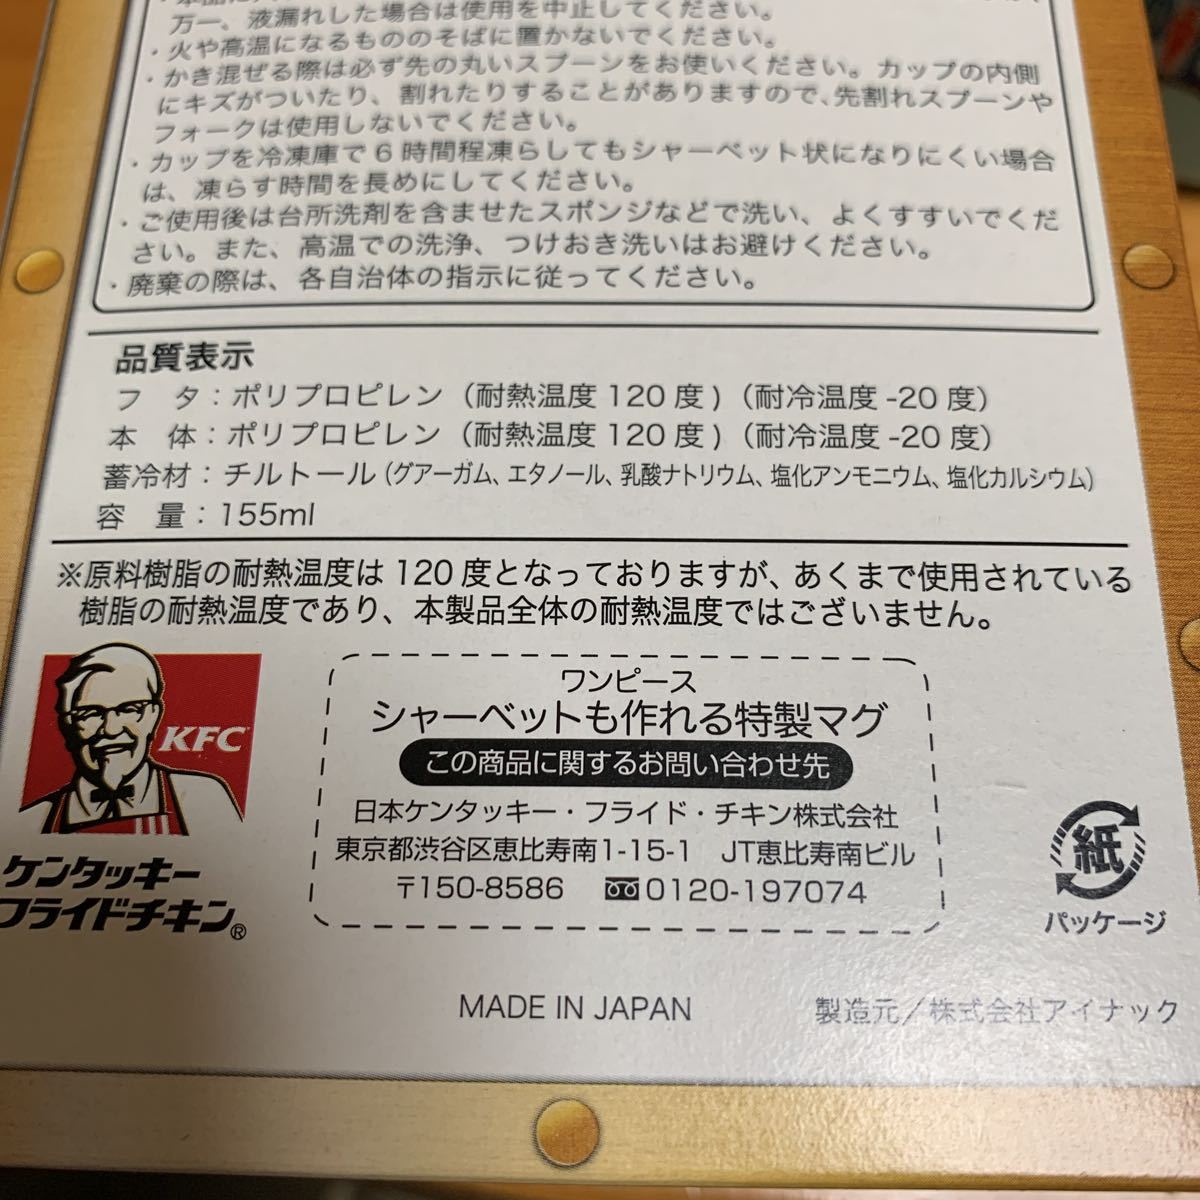 万一、液漏れした場合は使用を中止してください。
・火や高温になるもののそばに置かないでください。
・かき混ぜる際は必ず先の丸いスプーンをお使いください。カップの内側
にキズがついたり、割れたりすることがありますので、先割れスプーンや
フォークは使用しないでください。
・カップを冷凍庫で6時間程凍らしてもシャーベット状になりにくい場合
は、凍らす時間を長めにしてください。
・ご使用後は台所洗剤を含ませたスポンジなどで洗い、よくすすいでくだ
さい。また、高温での洗浄、つけおき洗いはお避けください。
・廃棄の際は、各自治体の指示に従ってください。
品質表示
フ　タ：ポリプロピレン（耐熱温度 120 度）（耐冷温度 -20 度）
本　体：ポリプロピレン（耐熱温度 120 度）（耐冷温度 -20 度）
蓄冷材：チルトール（グアーガム、エタノール、乳酸ナトリウム、塩化アンモニウム、塩化カルシウム）
容　量：155ml
※原料樹脂の耐熱温度は 120 度となっておりますが、あくまで使用されている
樹脂の耐熱温度であり、本製品全体の耐熱温度ではございません。
KFC
ケンタッキー
フライドチキン®
ワンピース
シャーベットも作れる特製マグ
この商品に関するお問い合わせ先
日本ケンタッキー・フライド・チキン株式会社
東京都渋谷区恵比寿南1-15-1　JT恵比寿南ビル
〒150-8586　0120-197074
紙
パッケージ
MADE IN JAPAN
製造元／株式会社アイナック